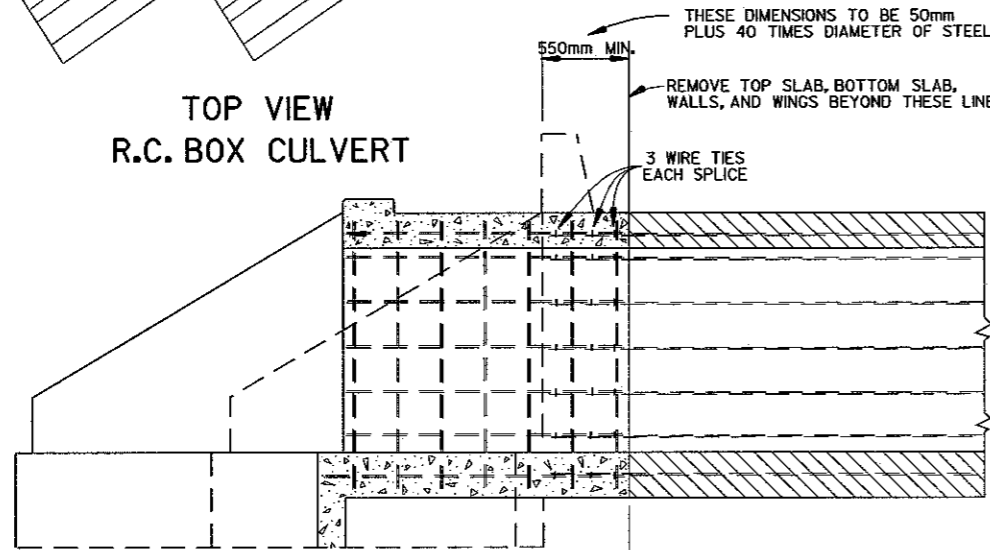 THESE DIMENSIONS TO BE 50mm
PLUS 40 TIMES DIAMETER OF STEEL
550mm MIN.
REMOVE TOP SLAB, BOTTOM SLAB,
WALLS, AND WINGS BEYOND THESE LINE
TOP VIEW
R.C. BOX CULVERT
3 WIRE TIES
EACH SPLICE